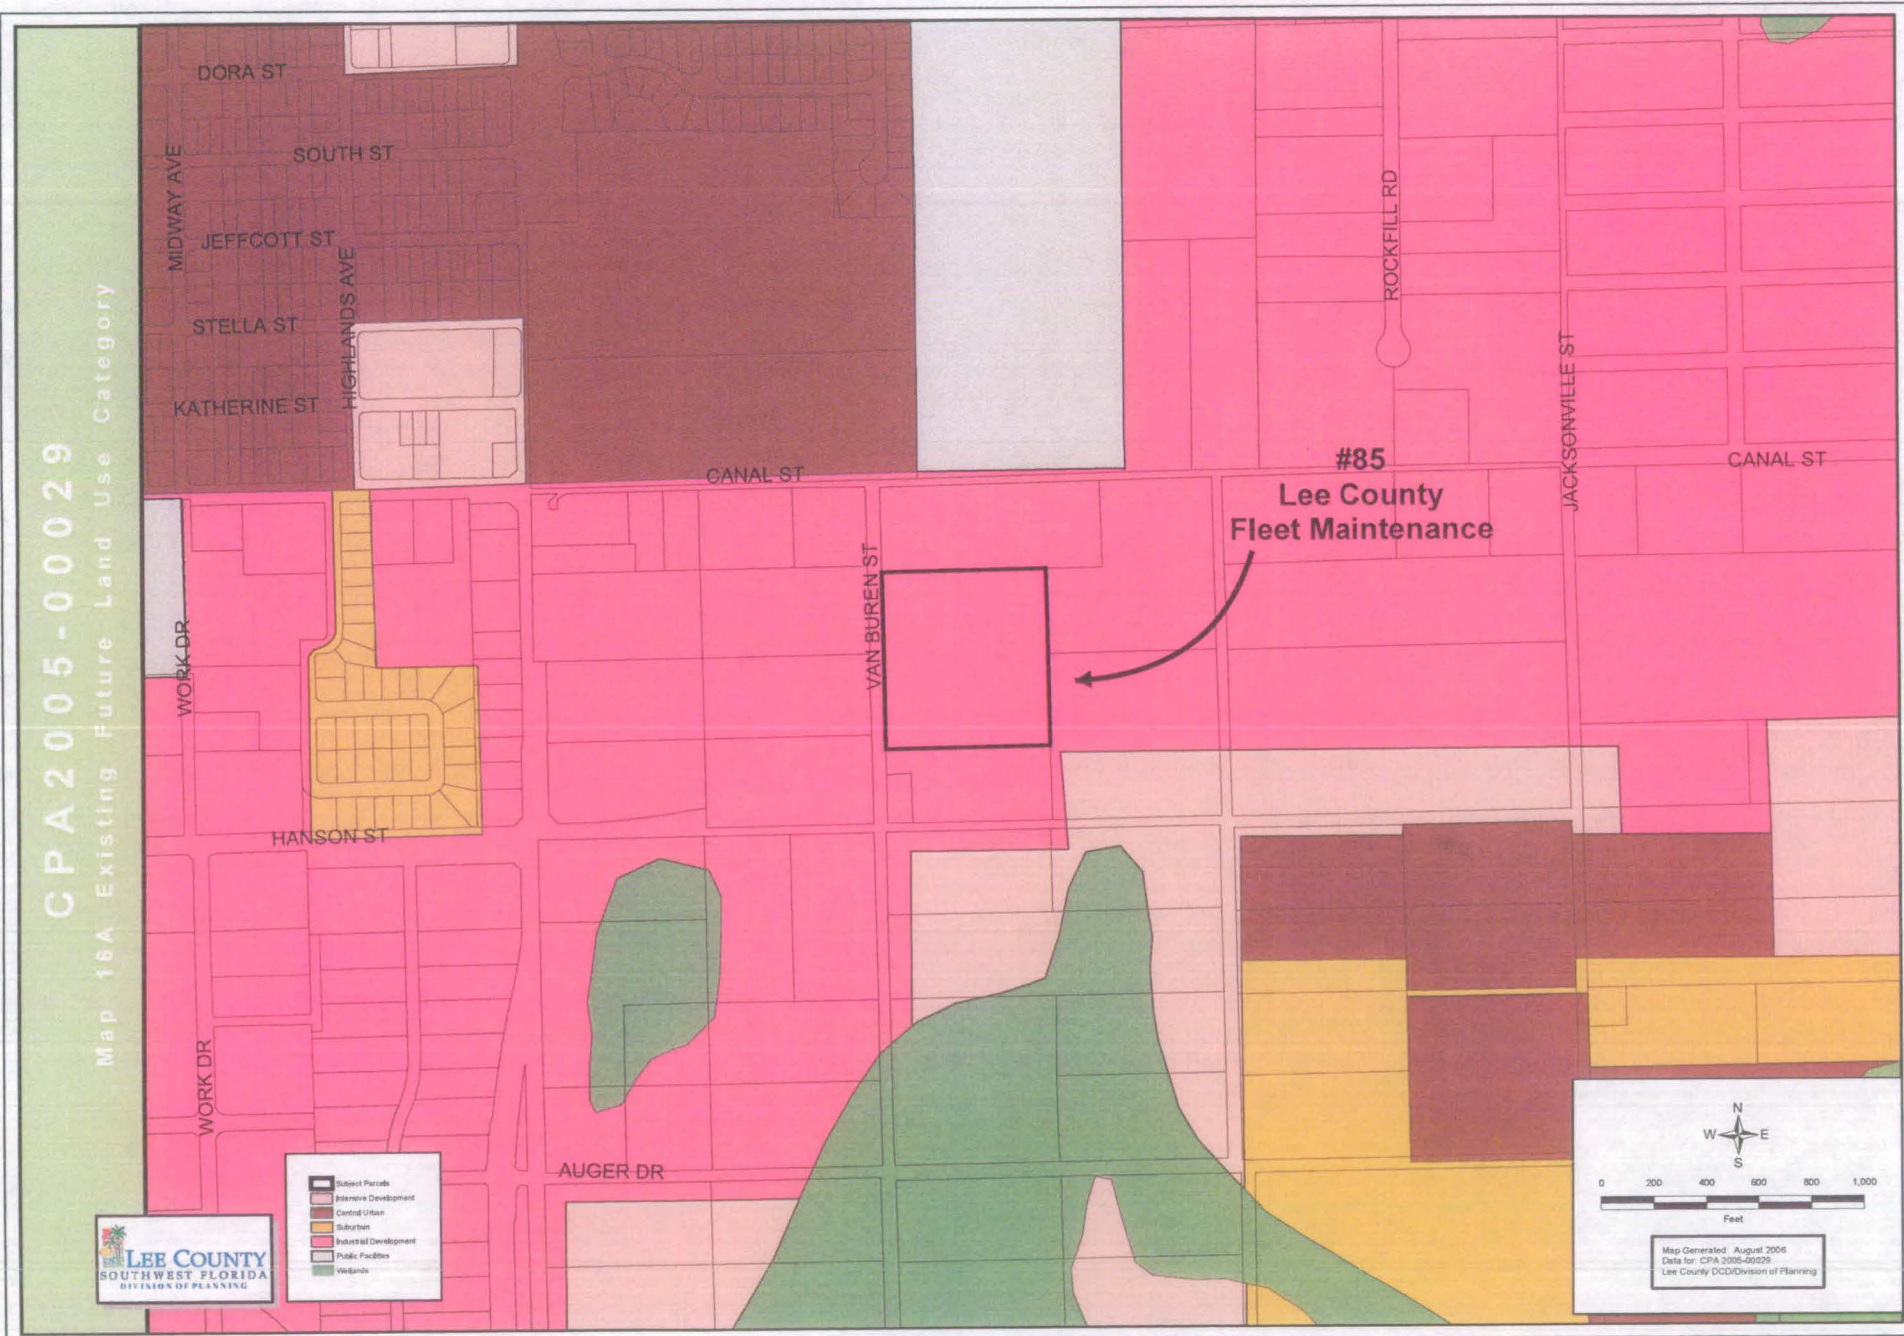 CPA2005-00029
Map 16A Existing Future Land Use Category
DORA ST
SOUTH ST
MIDWAY AVE
JEFFCOTT ST
HIGHLANDS AVE
STELLA ST
KATHERINE ST
ROCKFILL RD
JACKSONVILLE ST
CANAL ST
CANAL ST
#85
Lee County
Fleet Maintenance
VAN BUREN ST
WORK DR
HANSON ST
WORK DR
AUGER DR
Subject Parcels
Intensive Development
Central Urban
Suburban
Industrial Development
Public Facilities
Wetlands
LEE COUNTY
SOUTHWEST FLORIDA
DIVISION OF PLANNING
N
W E
S
0 200 400 600 800 1,000
Feet
Map Generated: August 2006
Data for: CPA 2005-00029
Lee County DCD/Division of Planning